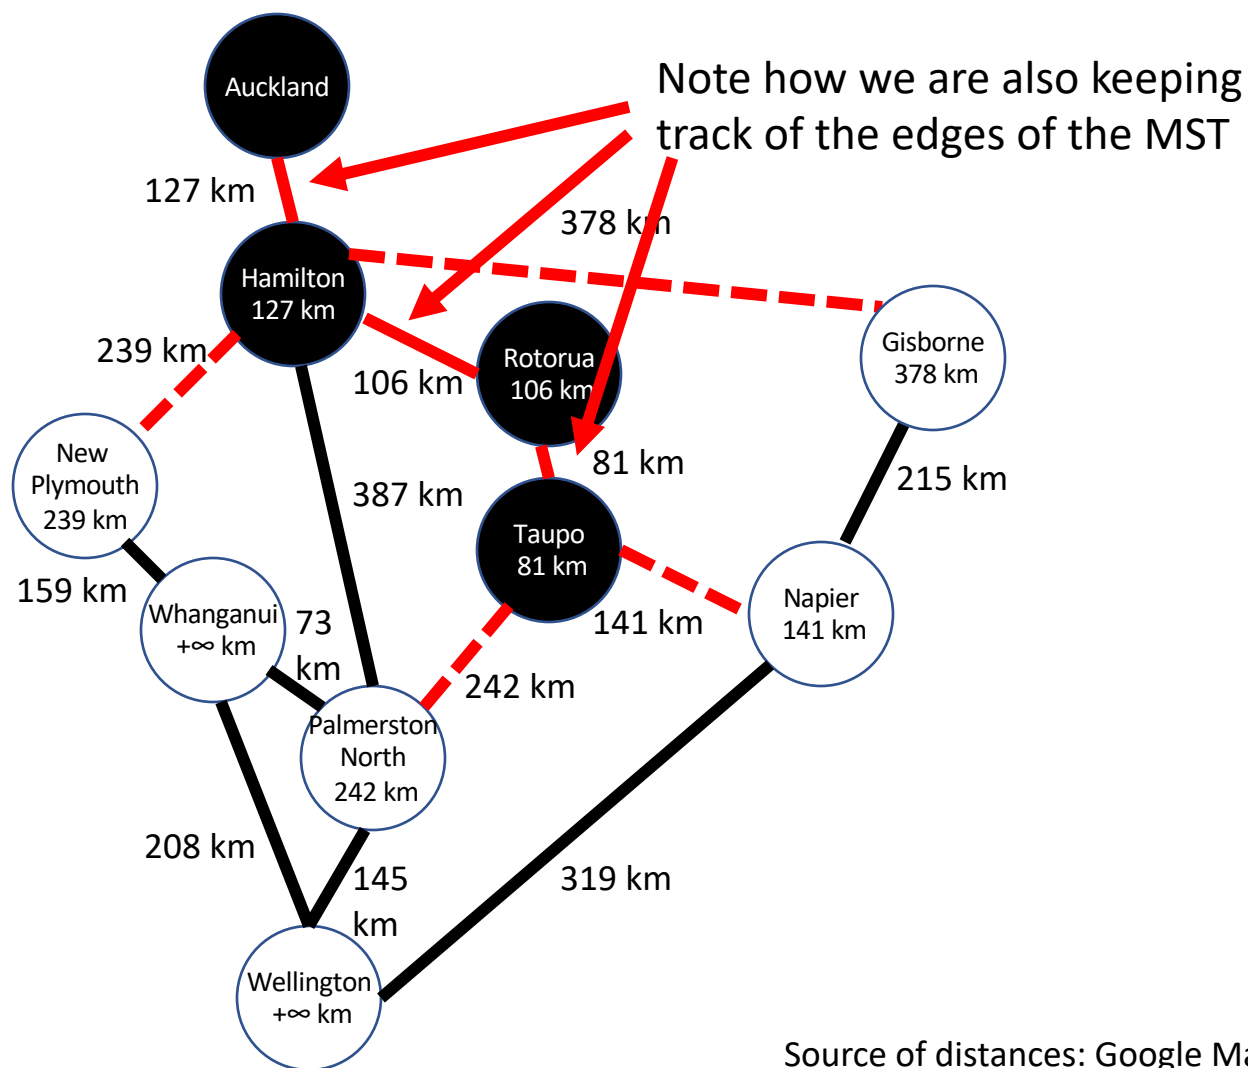 Auckland
Note how we are also keeping
track of the edges of the MST
127 km
378 km
Hamilton
127 km
239 km
106 km
Rotorua
106 km
Gisborne
378 km
New
Plymouth
239 km
387 km
81 km
215 km
Taupo
81 km
159 km
Whanganui
+∞ km
73
km
141 km
Napier
141 km
242 km
Palmerston
North
242 km
208 km
145
km
319 km
Wellington
+∞ km
Source of distances: Google Ma